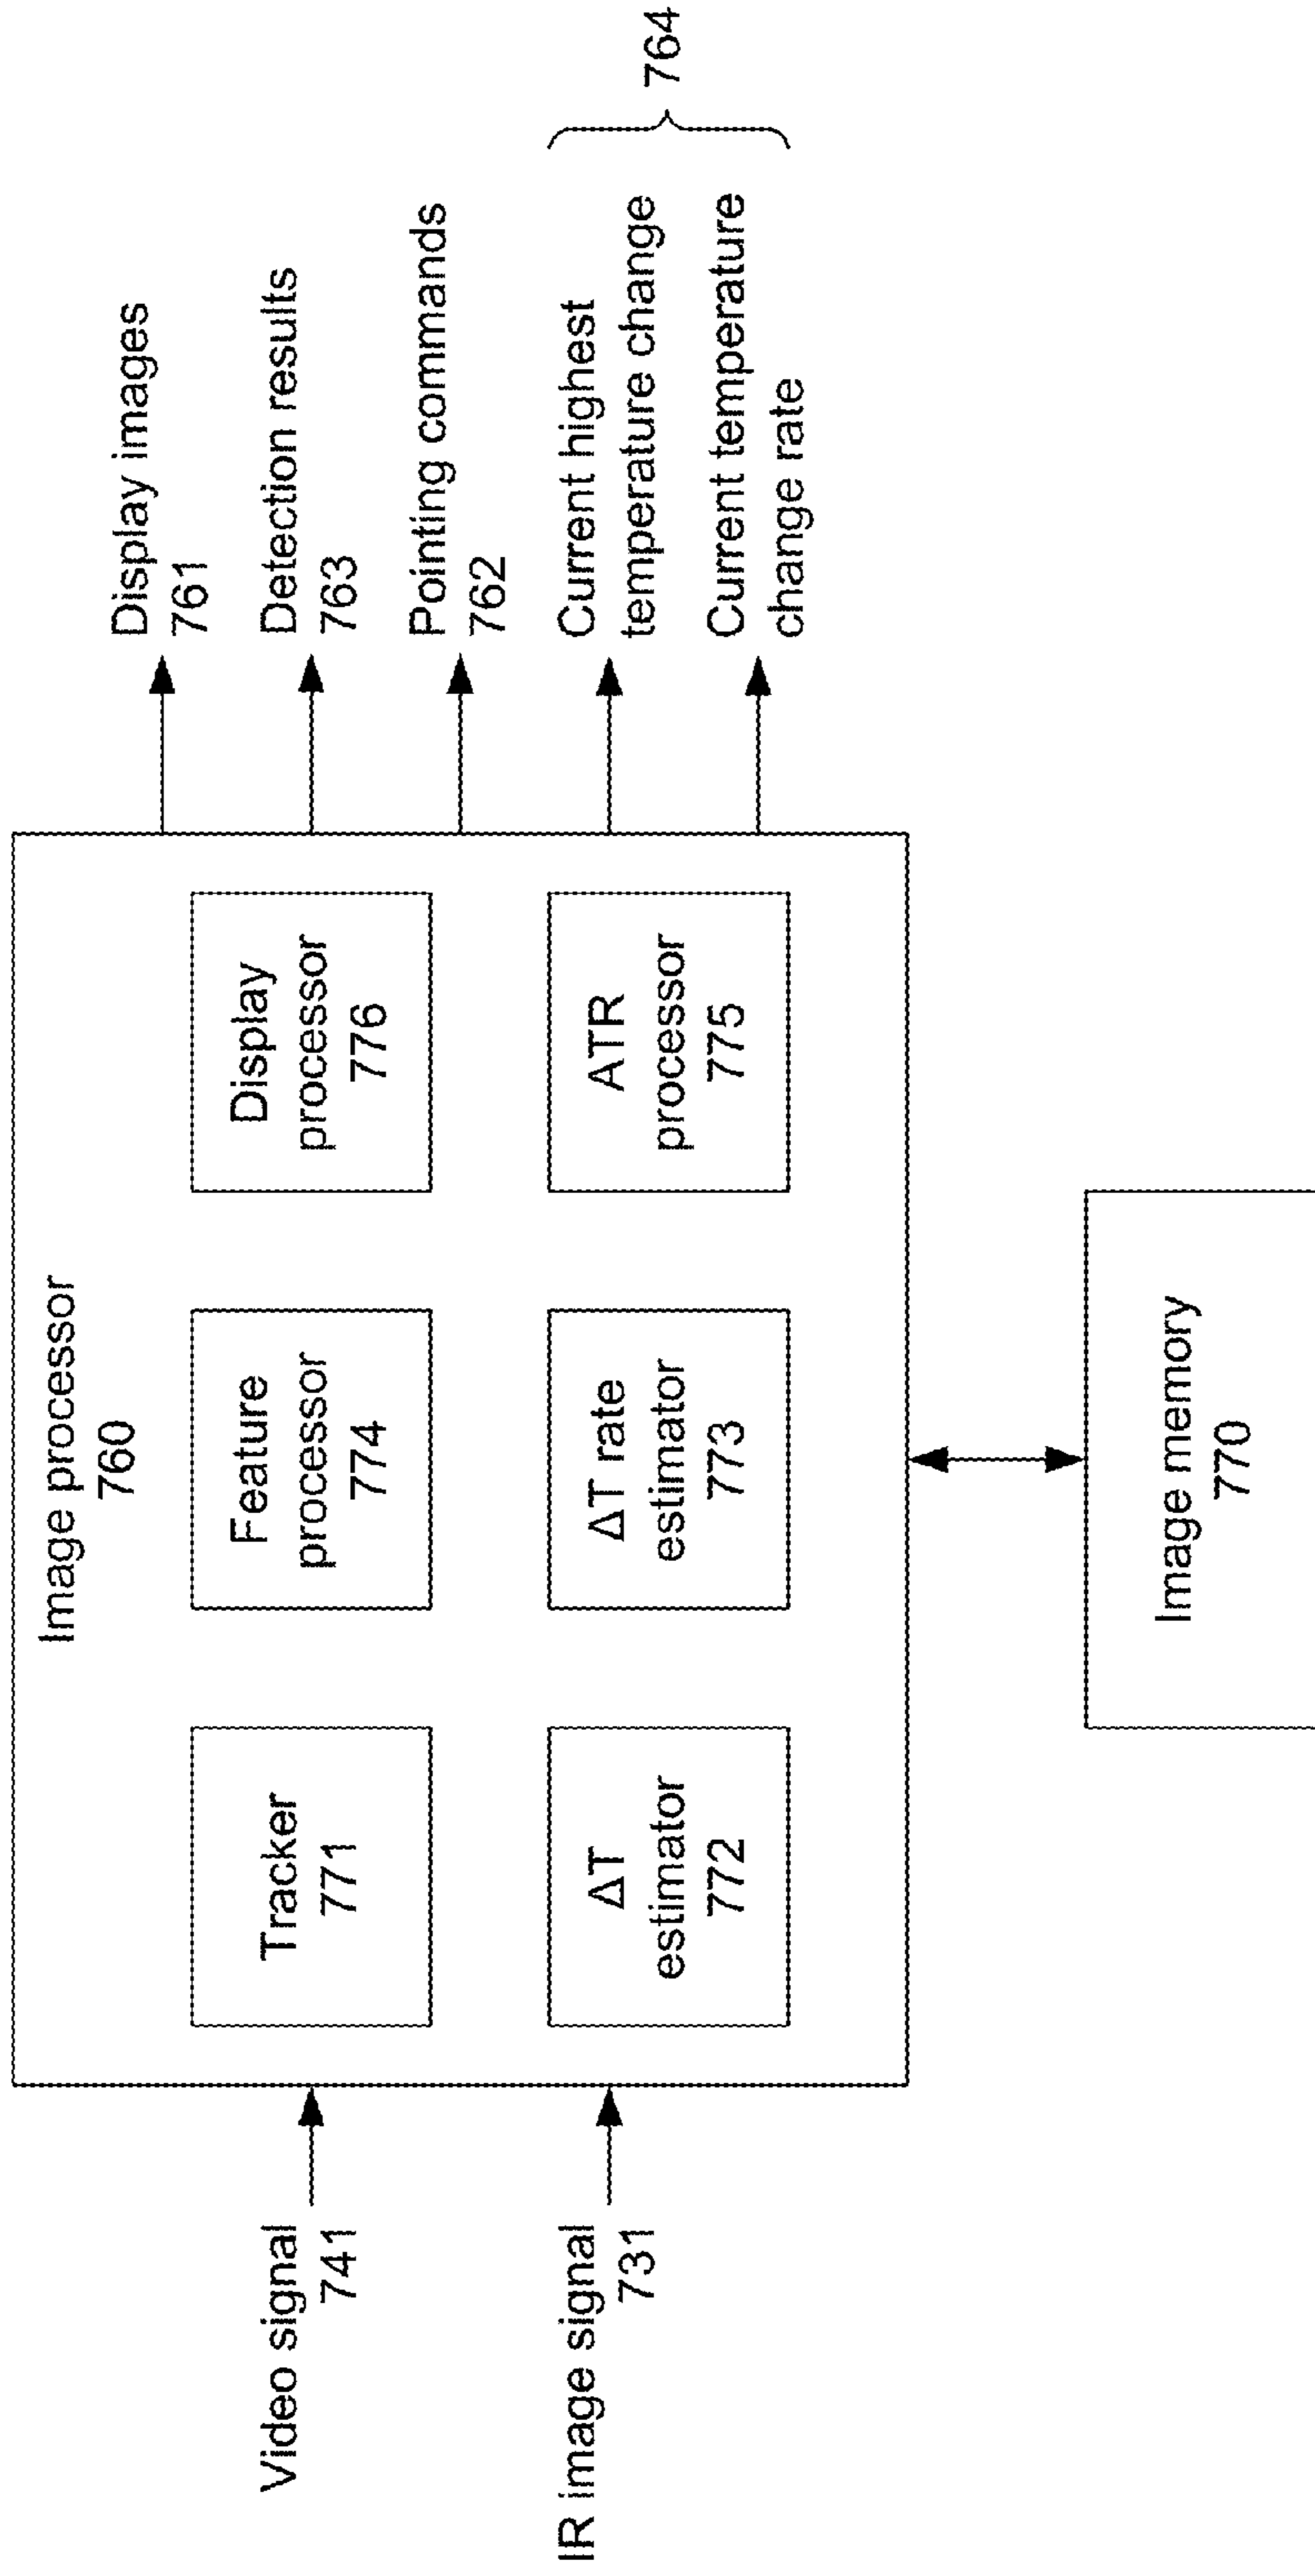 Image processor
760
Video signal
741
IR image signal
731
Tracker
771
Feature
processor
774
Display
processor
776
ΔT
estimator
772
ΔT rate
estimator
773
ATR
processor
775
Display images
761
Detection results
763
Pointing commands
762
Current highest
temperature change
Current temperature
change rate
764
Image memory
770